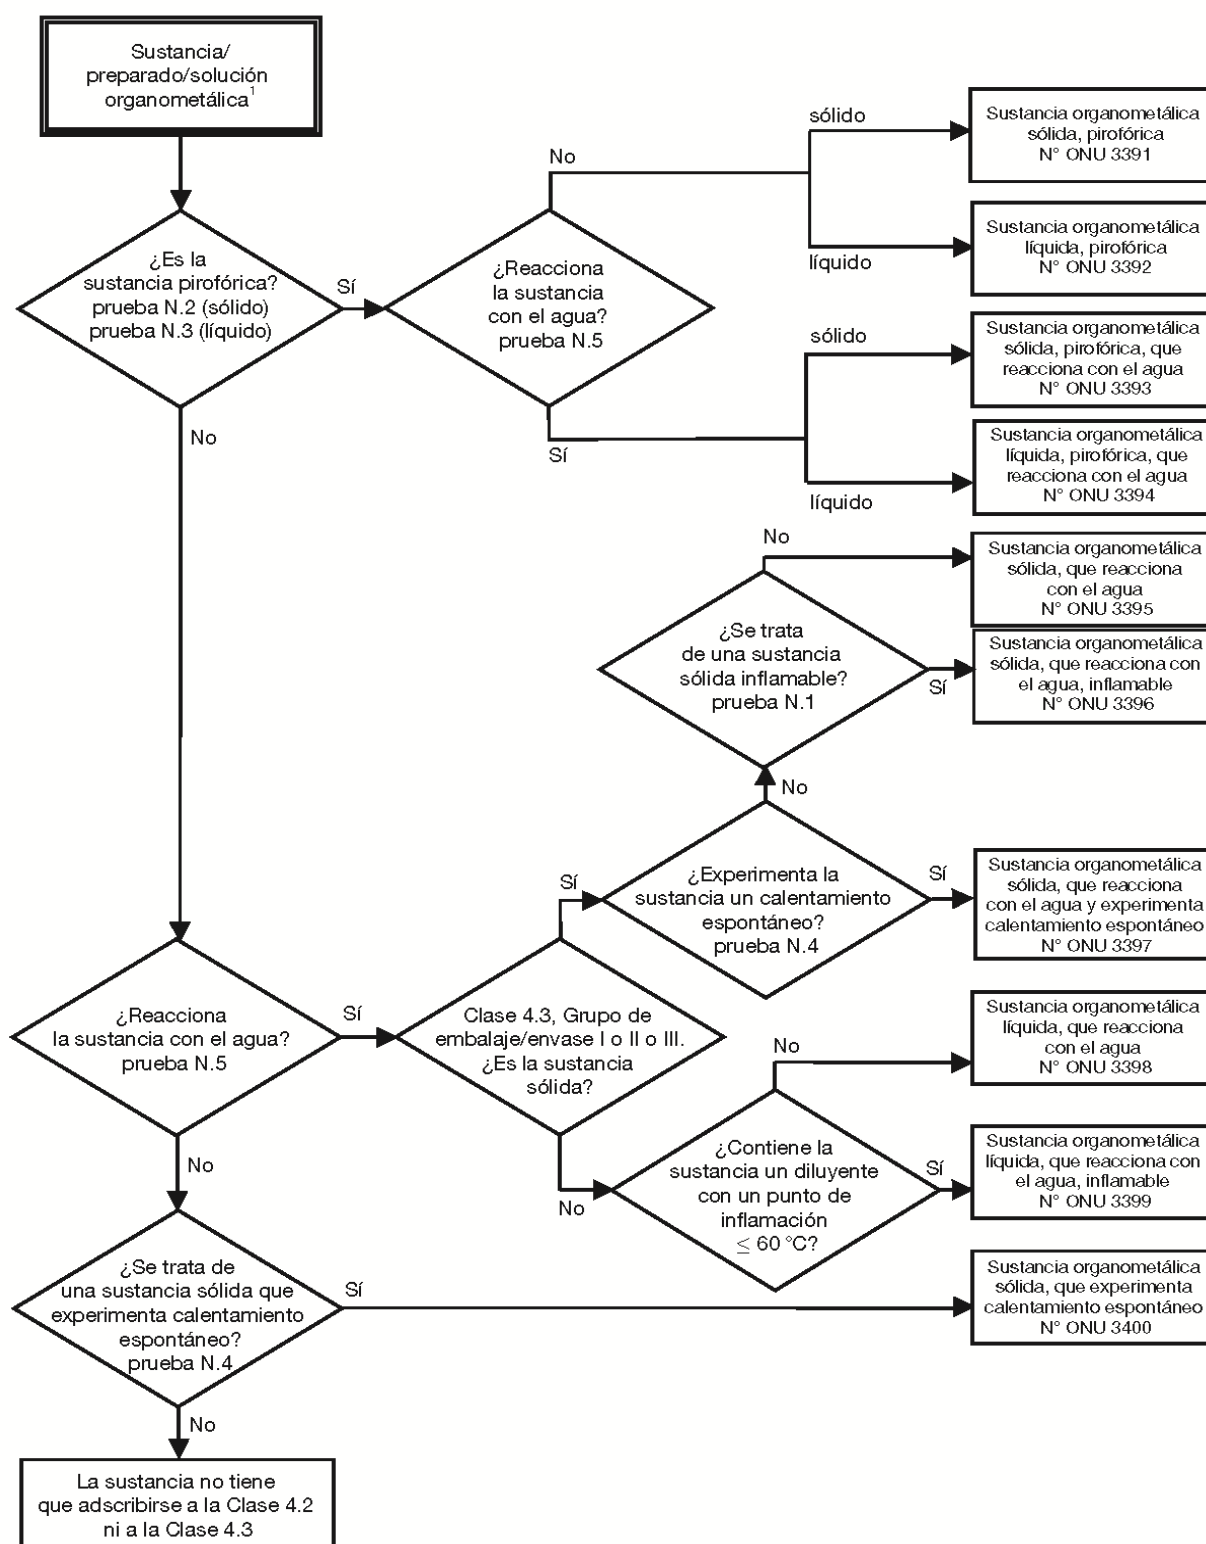 Sustancia/
preparado/solución
organometálica¹
¿Es la
sustancia pirofórica?
prueba N.2 (sólido)
prueba N.3 (líquido)
Sí
No
¿Reacciona
la sustancia
con el agua?
prueba N.5
No
Sí
sólido
líquido
sólido
líquido
Sustancia organometálica
sólida, pirofórica
N° ONU 3391
Sustancia organometálica
líquida, pirofórica
N° ONU 3392
Sustancia organometálica
sólida, pirofórica, que
reacciona con el agua
N° ONU 3393
Sustancia organometálica
líquida, pirofórica, que
reacciona con el agua
N° ONU 3394
No
¿Se trata
de una sustancia
sólida inflamable?
prueba N.1
Sí
Sustancia organometálica
sólida, que reacciona
con el agua
N° ONU 3395
Sustancia organometálica
sólida, que reacciona con
el agua, inflamable
N° ONU 3396
No
¿Experimenta la
sustancia un calentamiento
espontáneo?
prueba N.4
Sí
Sí
Sustancia organometálica
sólida, que reacciona
con el agua y experimenta
calentamiento espontáneo
N° ONU 3397
¿Reacciona
la sustancia con el agua?
prueba N.5
Sí
No
Clase 4.3, Grupo de
embalaje/envase I o II o III.
¿Es la sustancia
sólida?
No
No
¿Contiene la
sustancia un diluyente
con un punto de
inflamación
≤ 60 °C?
Sí
Sustancia organometálica
líquida, que reacciona
con el agua
N° ONU 3398
Sustancia organometálica
líquida, que reacciona con
el agua, inflamable
N° ONU 3399
¿Se trata de
una sustancia sólida que
experimenta calentamiento
espontáneo?
prueba N.4
Sí
Sustancia organometálica
sólida, que experimenta
calentamiento espontáneo
N° ONU 3400
No
La sustancia no tiene
que adscribirse a la Clase 4.2
ni a la Clase 4.3